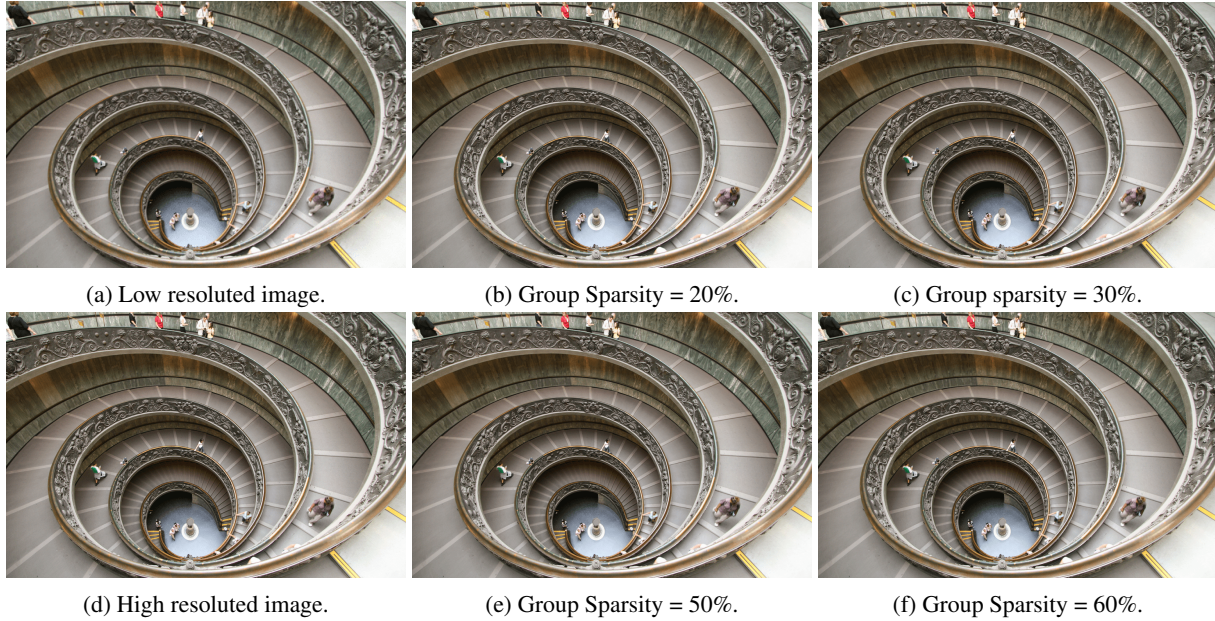 (a) Low resoluted image.
(b) Group Sparsity = 20%.
(c) Group sparsity = 30%.
(d) High resoluted image.
(e) Group Sparsity = 50%.
(f) Group Sparsity = 60%.